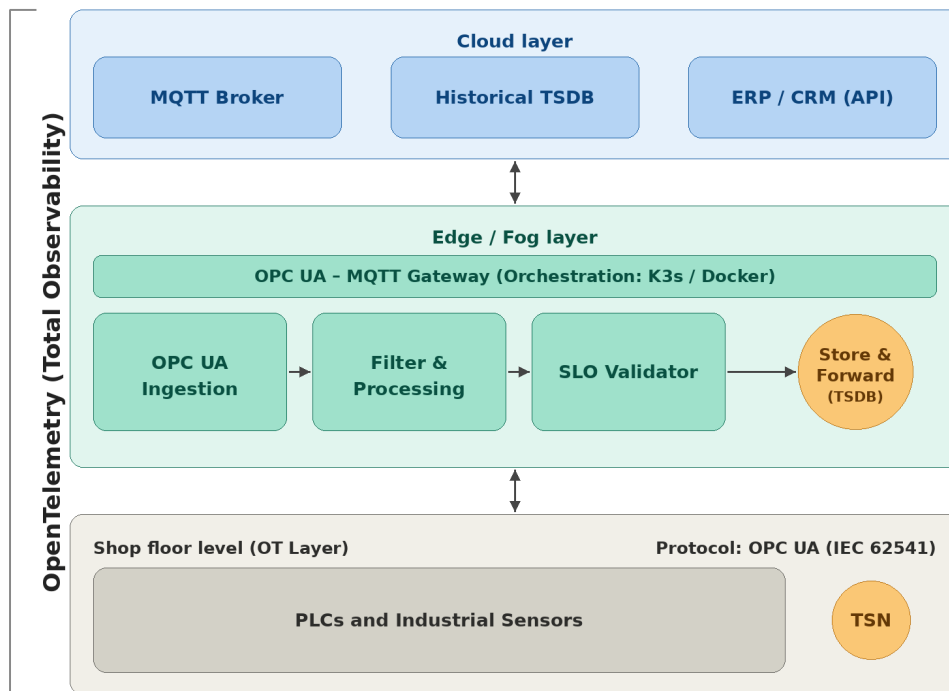 OpenTelemetry (Total Observability)
Cloud layer
MQTT Broker
Historical TSDB
ERP / CRM (API)
Edge / Fog layer
OPC UA – MQTT Gateway (Orchestration: K3s / Docker)
OPC UA
Ingestion
Filter &
Processing
SLO Validator
Store &
Forward
(TSDB)
Shop floor level (OT Layer)
Protocol: OPC UA (IEC 62541)
PLCs and Industrial Sensors
TSN